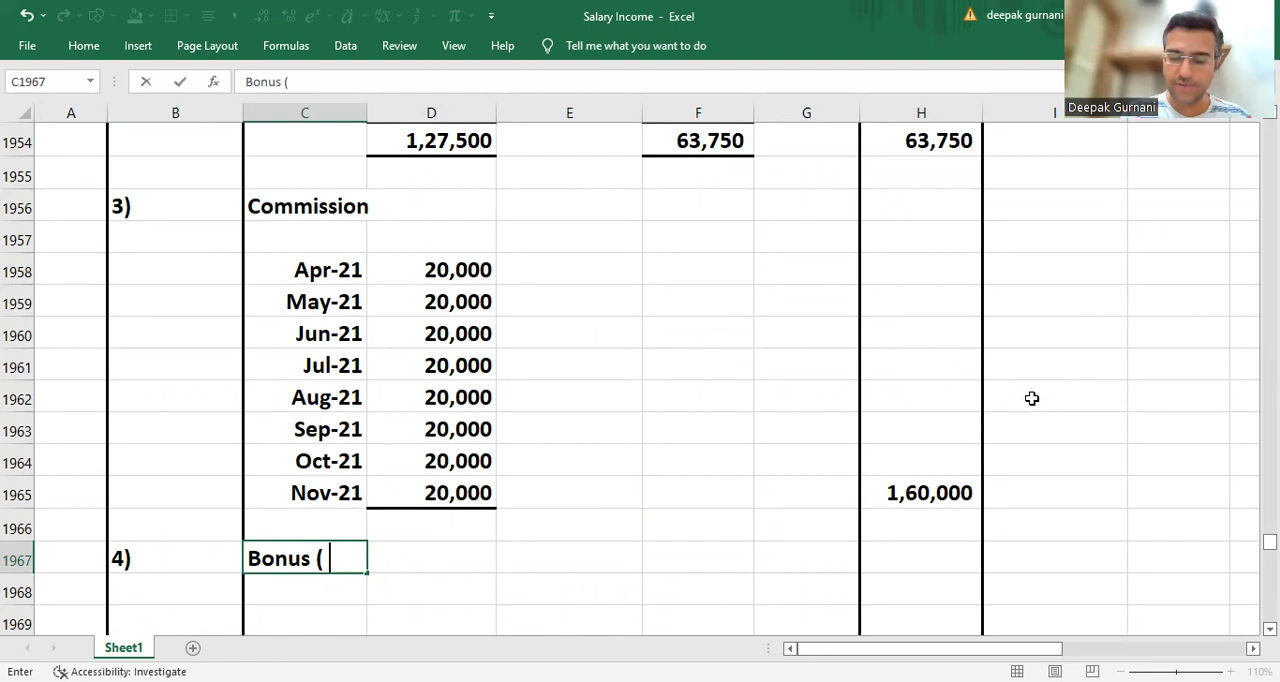 Salary Income - Excel
deepak gurnani
File Home Insert Page Layout Formulas Data Review View Help Tell me what you want to do
C1967 fx Bonus (
Deepak Gurnani
A B C D E F G H I
1954 1,27,500 63,750 63,750
1955
1956 3) Commission
1957
1958 Apr-21 20,000
1959 May-21 20,000
1960 Jun-21 20,000
1961 Jul-21 20,000
1962 Aug-21 20,000
1963 Sep-21 20,000
1964 Oct-21 20,000
1965 Nov-21 20,000 1,60,000
1966
1967 4) Bonus (
1968
1969
Sheet1
Enter Accessibility: Investigate 110%